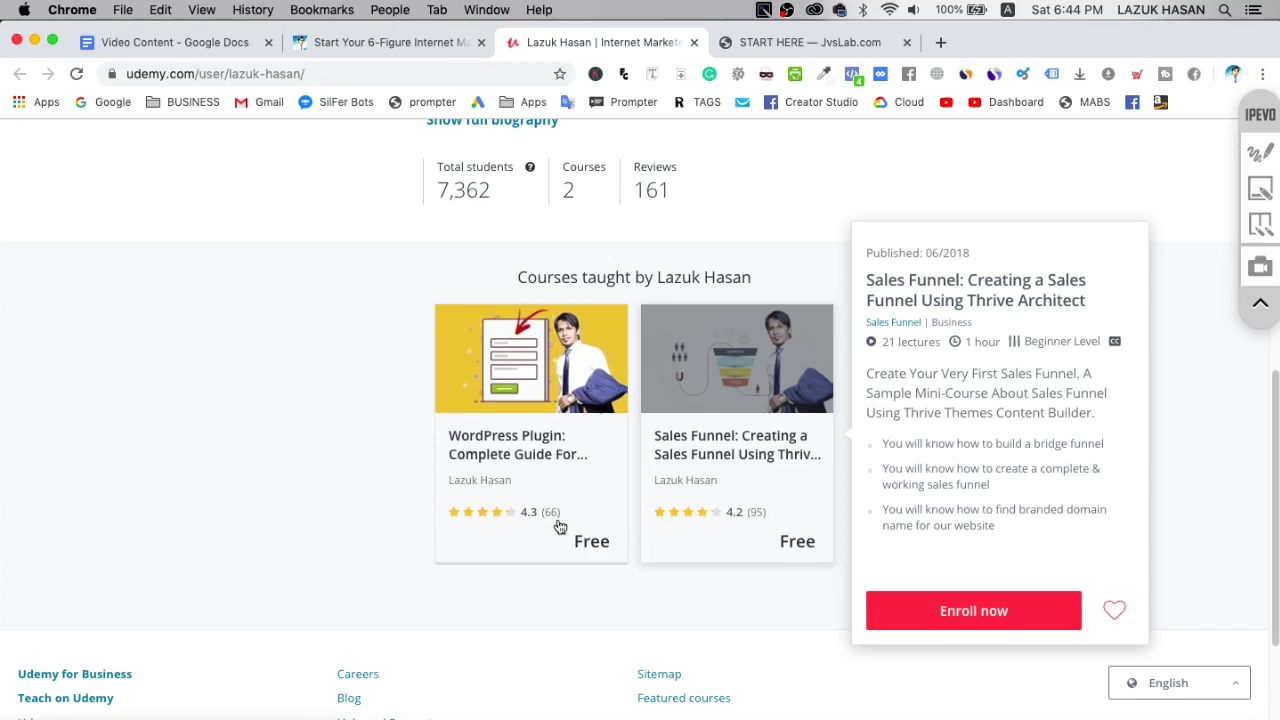 Chrome File Edit View History Bookmarks People Tab Window Help 100% A Sat 6:44 PM LAZUK HASAN
Video Content - Google Docs
Start Your 6-Figure Internet Ma
Lazuk Hasan | Internet Markete
START HERE — JvsLab.com
udemy.com/user/lazuk-hasan/
4
Apps Google BUSINESS Gmail SilFer Bots prompter Apps Prompter R TAGS Creator Studio Cloud Dashboard MABS
IPEVO
Show full biography
Total students Courses Reviews
7,362 2 161
Courses taught by Lazuk Hasan
WordPress Plugin:
Complete Guide For...
Lazuk Hasan
4.3 (66)
Free
Sales Funnel: Creating a
Sales Funnel Using Thriv...
Lazuk Hasan
4.2 (95)
Free
Published: 06/2018
Sales Funnel: Creating a Sales
Funnel Using Thrive Architect
Sales Funnel | Business
21 lectures 1 hour Beginner Level CC
Create Your Very First Sales Funnel. A
Sample Mini-Course About Sales Funnel
Using Thrive Themes Content Builder.
You will know how to build a bridge funnel
You will know how to create a complete &
working sales funnel
You will know how to find branded domain
name for our website
Enroll now
Udemy for Business Careers Sitemap
English
Teach on Udemy Blog Featured courses